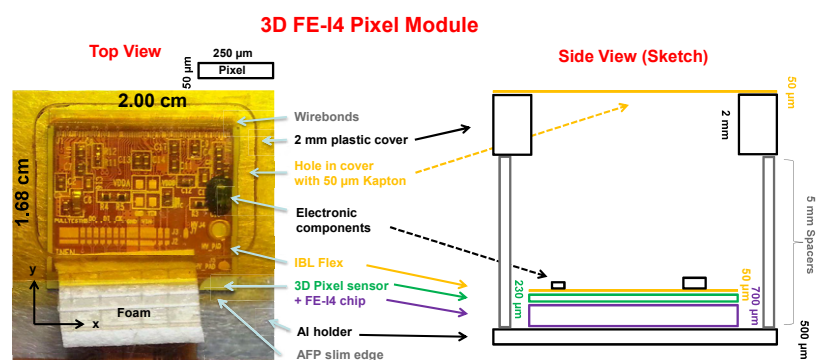 3D FE-I4 Pixel Module
Top View
250 µm
50 µm
Pixel
Side View (Sketch)
2.00 cm
1.68 cm
Wirebonds
2 mm plastic cover
Hole in cover
with 50 µm Kapton
Electronic
components
IBL Flex
3D Pixel sensor
+ FE-I4 chip
Al holder
AFP slim edge
y
x
Foam
50 µm
2 mm
5 mm Spacers
230 µm
50 µm
700 µm
500 µm